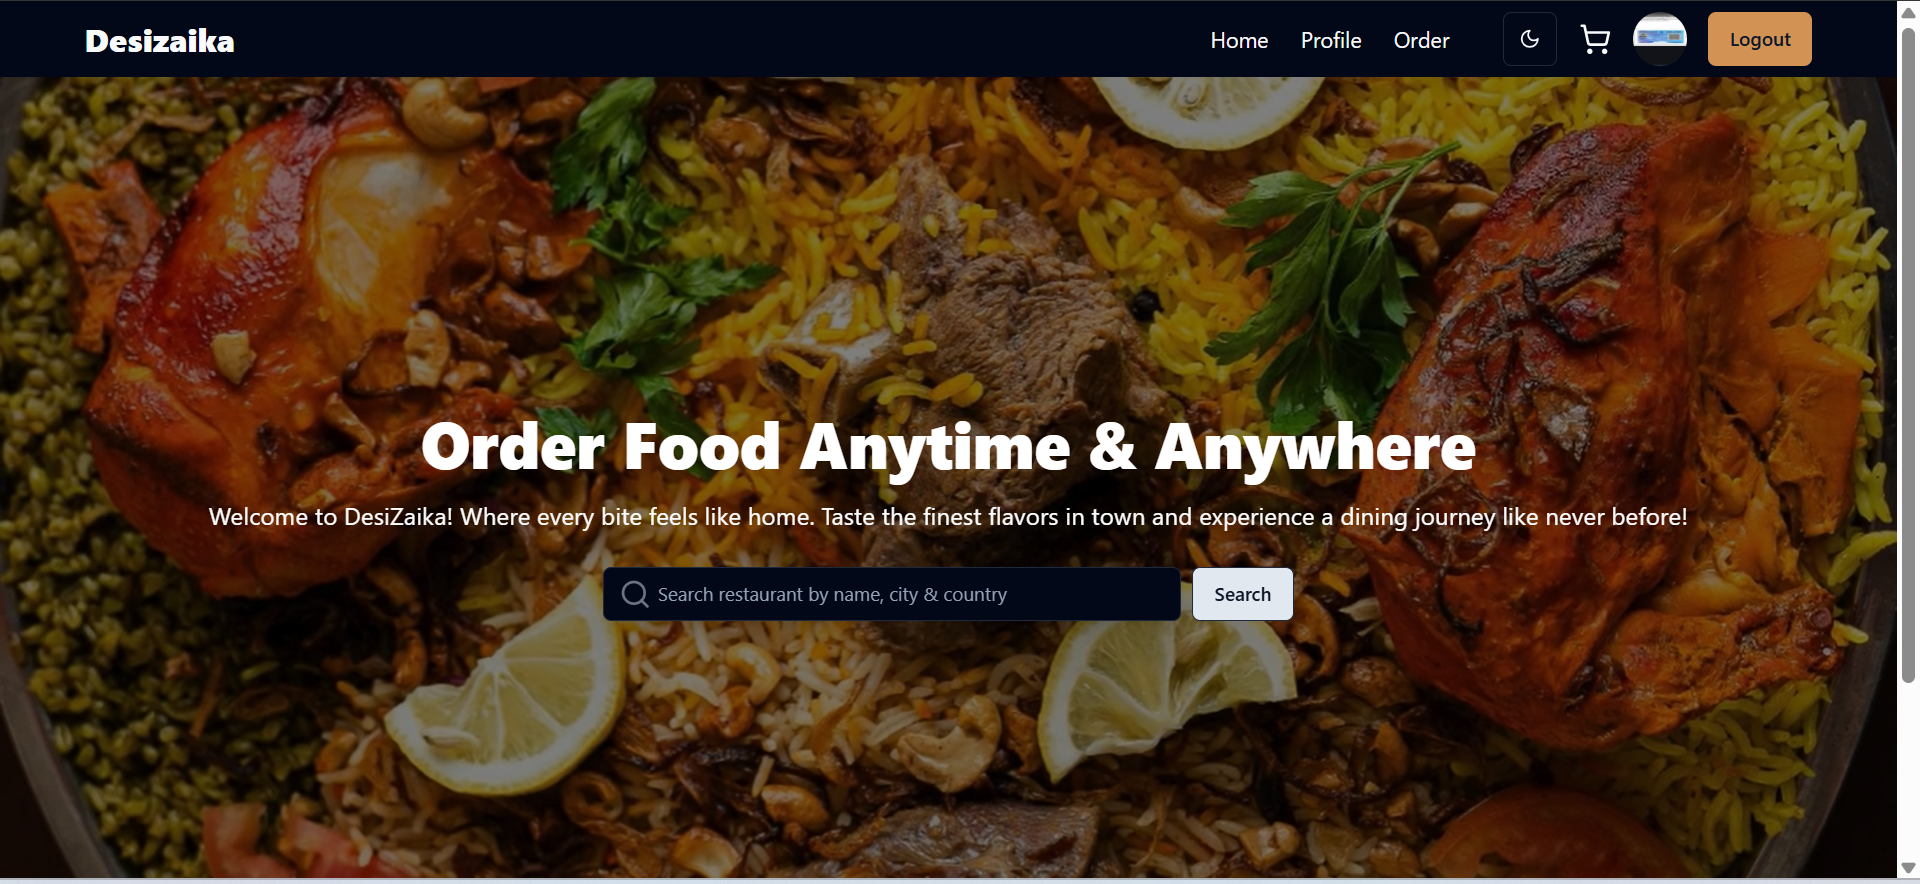 Desizaika
Home Profile Order Logout
Order Food Anytime & Anywhere
Welcome to DesiZaika! Where every bite feels like home. Taste the finest flavors in town and experience a dining journey like never before!
Search restaurant by name, city & country Search